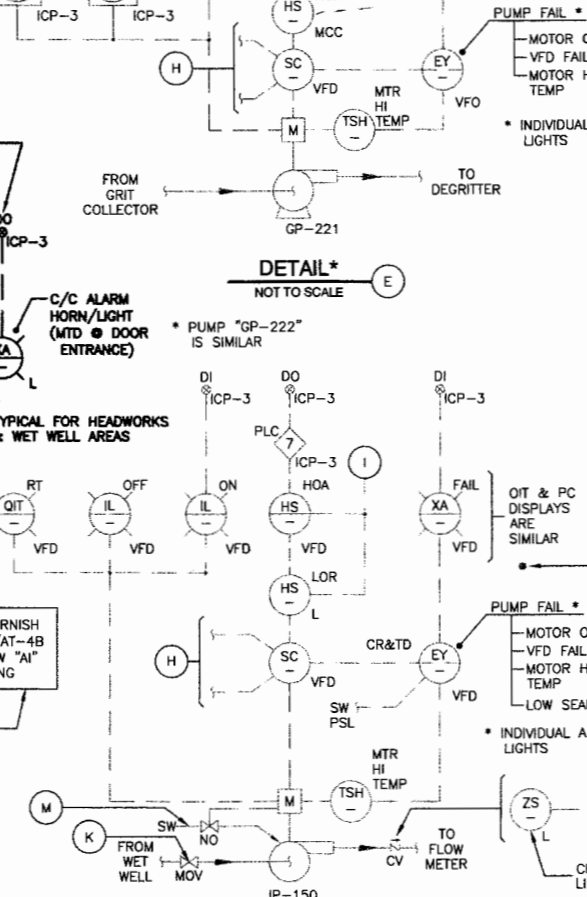 ICP-3
ICP-3
HS
MCC
PUMP FAIL *
MOTOR O
VFD FAIL
MOTOR H
TEMP
* INDIVIDUAL
LIGHTS
H
SC
VFD
EY
VFO
MTR
HI
TEMP
TSH
M
FROM
GRIT
COLLECTOR
TO
DEGRITTER
GP-221
DETAIL*
NOT TO SCALE
E
DO
ICP-3
C/C ALARM
HORN/LIGHT
(MTD @ DOOR
ENTRANCE)
XA
L
* PUMP "GP-222"
IS SIMILAR
YPICAL FOR HEADWORKS
WET WELL AREAS
DI
ICP-3
DO
ICP-3
DI
ICP-3
PLC
7
ICP-3
I
QIT
RT
VFD
IL
OFF
VFD
IL
ON
VFD
HS
HOA
VFD
XA
FAIL
VFD
OIT & PC
DISPLAYS
ARE
SIMILAR
HS
LOR
L
RNISH
/AT-4B
W "AI"
NG
H
SC
VFD
CR&TD
EY
VFD
SW
PSL
PUMP FAIL *
MOTOR O
VFD FAIL
MOTOR H
TEMP
LOW SEA
* INDIVIDUAL A
LIGHTS
MTR
HI
TEMP
TSH
M
M
SW
NO
K
FROM
WET
WELL
MOV
CV
TO
FLOW
METER
ZS
L
C
LI
IP-150